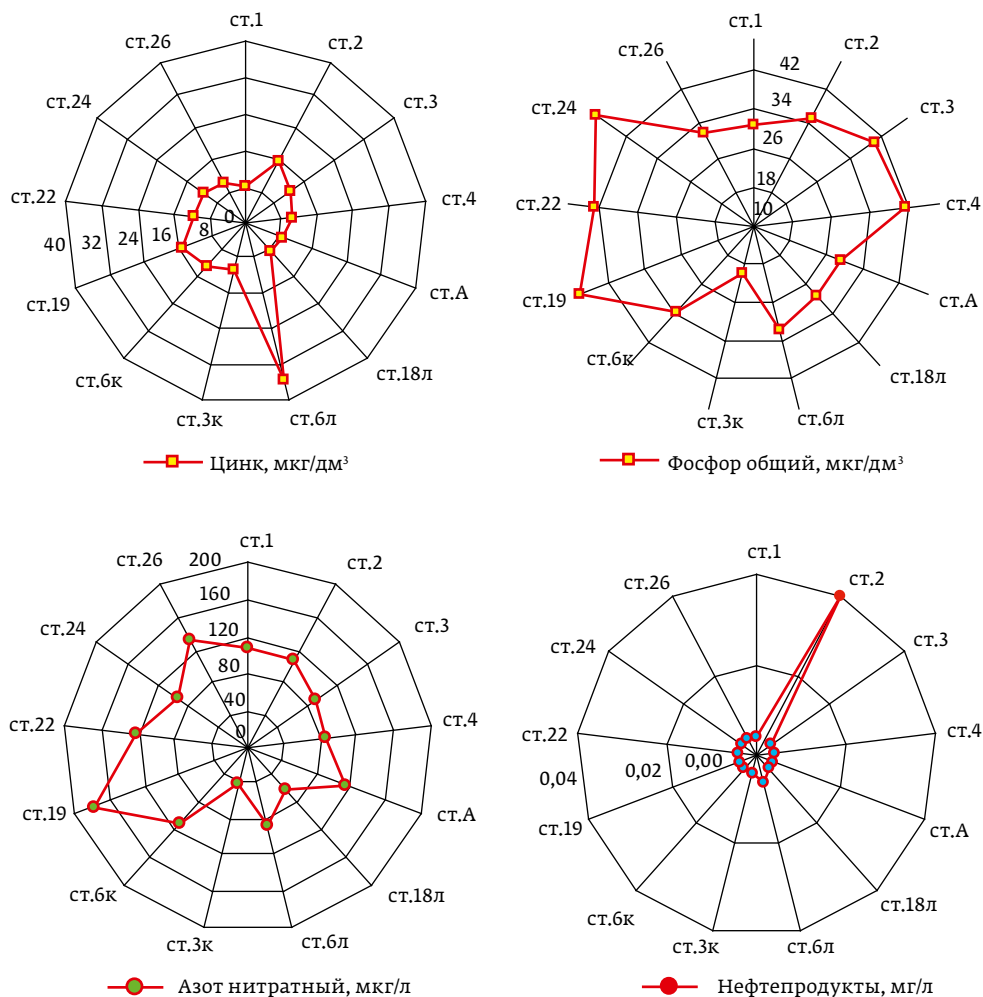 ст.1
ст.2
ст.3
ст.4
ст.А
ст.18л
ст.6л
ст.3к
ст.6к
ст.19
ст.22
ст.24
ст.26
40 32 24 16 8 0
Цинк, мкг/дм³
ст.1
ст.2
ст.3
ст.4
ст.А
ст.18л
ст.6л
ст.3к
ст.6к
ст.19
ст.22
ст.24
ст.26
42
34
26
18
10
Фосфор общий, мкг/дм³
ст.1
ст.2
ст.3
ст.4
ст.А
ст.18л
ст.6л
ст.3к
ст.6к
ст.19
ст.22
ст.24
ст.26
200
160
120
80
40
0
Азот нитратный, мкг/л
ст.1
ст.2
ст.3
ст.4
ст.А
ст.18л
ст.6л
ст.3к
ст.6к
ст.19
ст.22
ст.24
ст.26
0,04 0,02 0,00
Нефтепродукты, мг/л